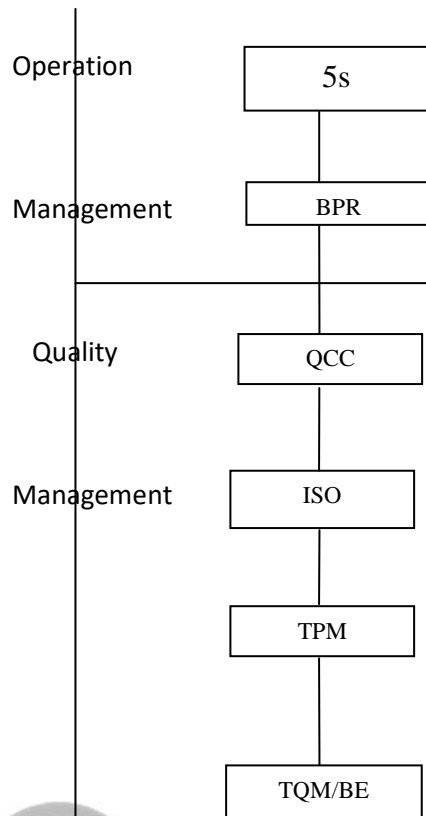 Operation
5s
Management
BPR
Quality
QCC
Management
ISO
TPM
TQM/BE